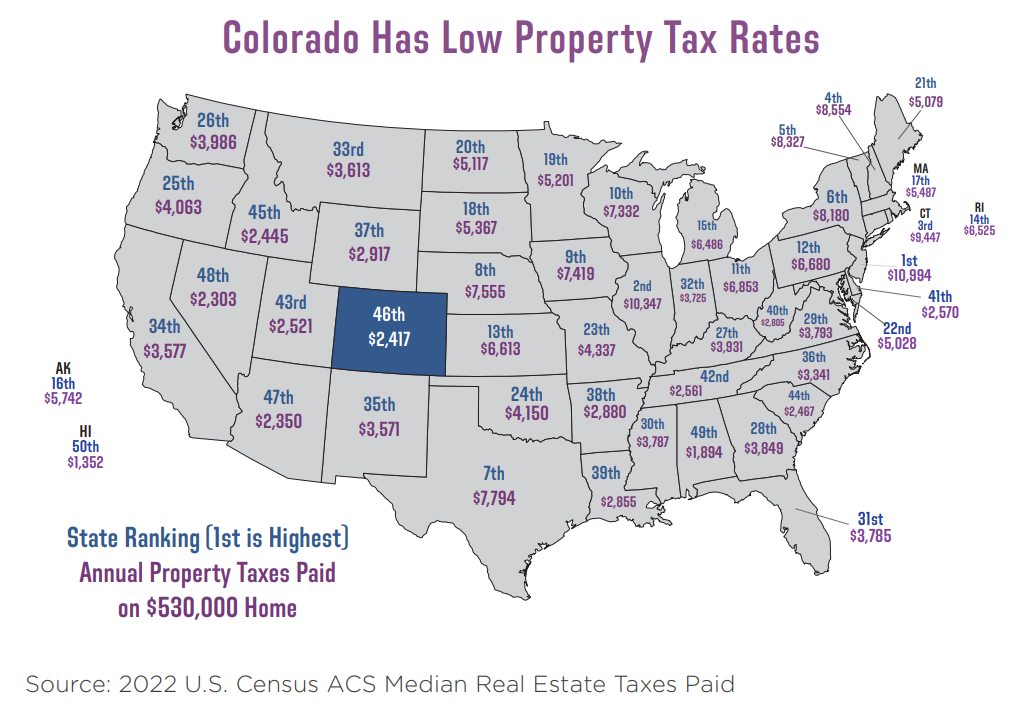 Colorado Has Low Property Tax Rates
21th
$5,079
4th
$8,554
5th
$8,327
26th
$3,986
33rd
$3,613
20th
$5,117
19th
$5,201
10th
$7,332
15th
$6,486
6th
$8,180
MA
17th
$5,487
RI
14th
$6,525
CT
3rd
$9,447
25th
$4,063
45th
$2,445
37th
$2,917
18th
$5,367
9th
$7,419
12th
$6,680
1st
$10,994
48th
$2,303
43rd
$2,521
46th
$2,417
8th
$7,555
2nd
$10,347
32th
$3,725
11th
$6,853
41th
$2,570
40th
$2,805
29th
$3,793
22nd
$5,028
34th
$3,577
13th
$6,613
23th
$4,337
27th
$3,931
36th
$3,341
AK
16th
$5,742
47th
$2,350
35th
$3,571
24th
$4,150
38th
$2,880
42nd
$2,561
44th
$2,467
HI
50th
$1,352
30th
$3,787
49th
$1,894
28th
$3,849
7th
$7,794
39th
$2,855
31st
$3,785
State Ranking (1st is Highest)
Annual Property Taxes Paid
on $530,000 Home
Source: 2022 U.S. Census ACS Median Real Estate Taxes Paid